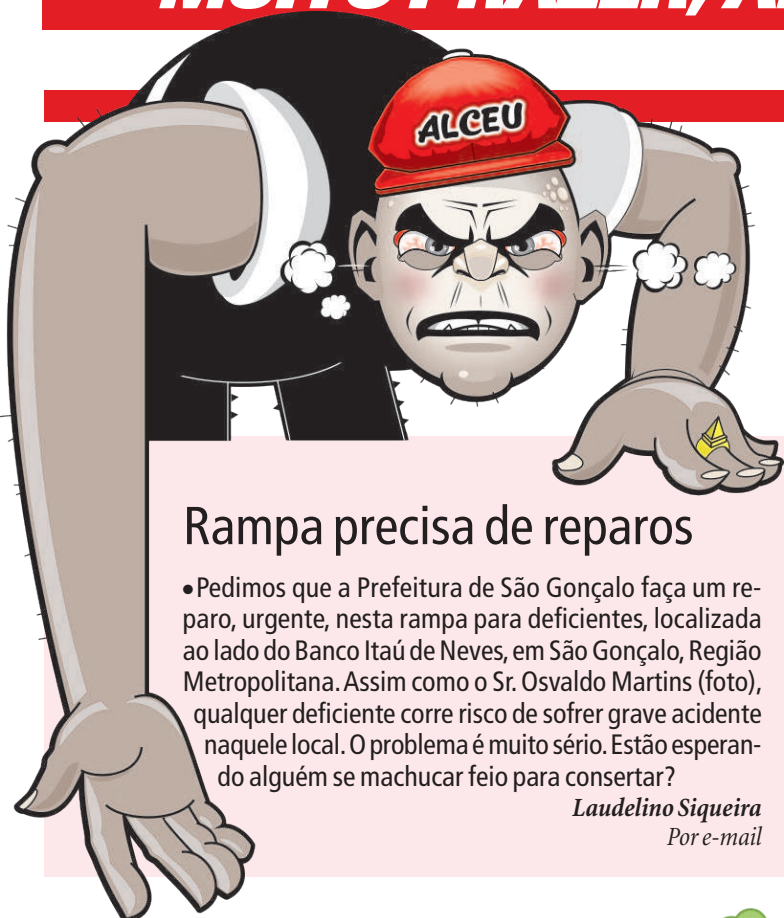 MUITO PRAZER,
ALCEU
Rampa precisa de reparos
•Pedimos que a Prefeitura de São Gonçalo faça um re-
paro, urgente, nesta rampa para deficientes, localizada
ao lado do Banco Itaú de Neves, em São Gonçalo, Região
Metropolitana. Assim como o Sr. Osvaldo Martins (foto),
qualquer deficiente corre risco de sofrer grave acidente
naquele local. O problema é muito sério. Estão esperan-
do alguém se machucar feio para consertar?
Laudelino Siqueira
Por e-mail